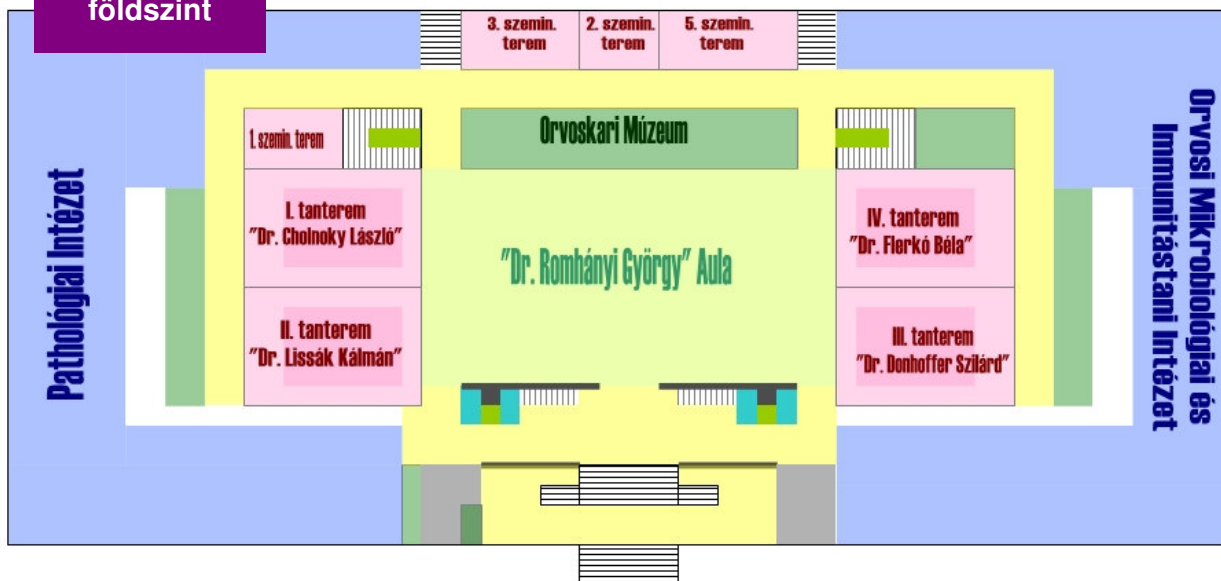 földszint
3. szemin.
terem
2. szemin.
terem
5. szemin.
terem
1. szemin. terem
Orvoskari Múzeum
I. tanterem
"Dr. Cholnoky László"
IV. tanterem
"Dr. Flerkó Béla"
"Dr. Romhányi György" Aula
II. tanterem
"Dr. Lissák Kálmán"
III. tanterem
"Dr. Donhoffer Szilárd"
Pathológiai Intézet
Orvosi Mikrobiológiai és
Immunitástani Intézet